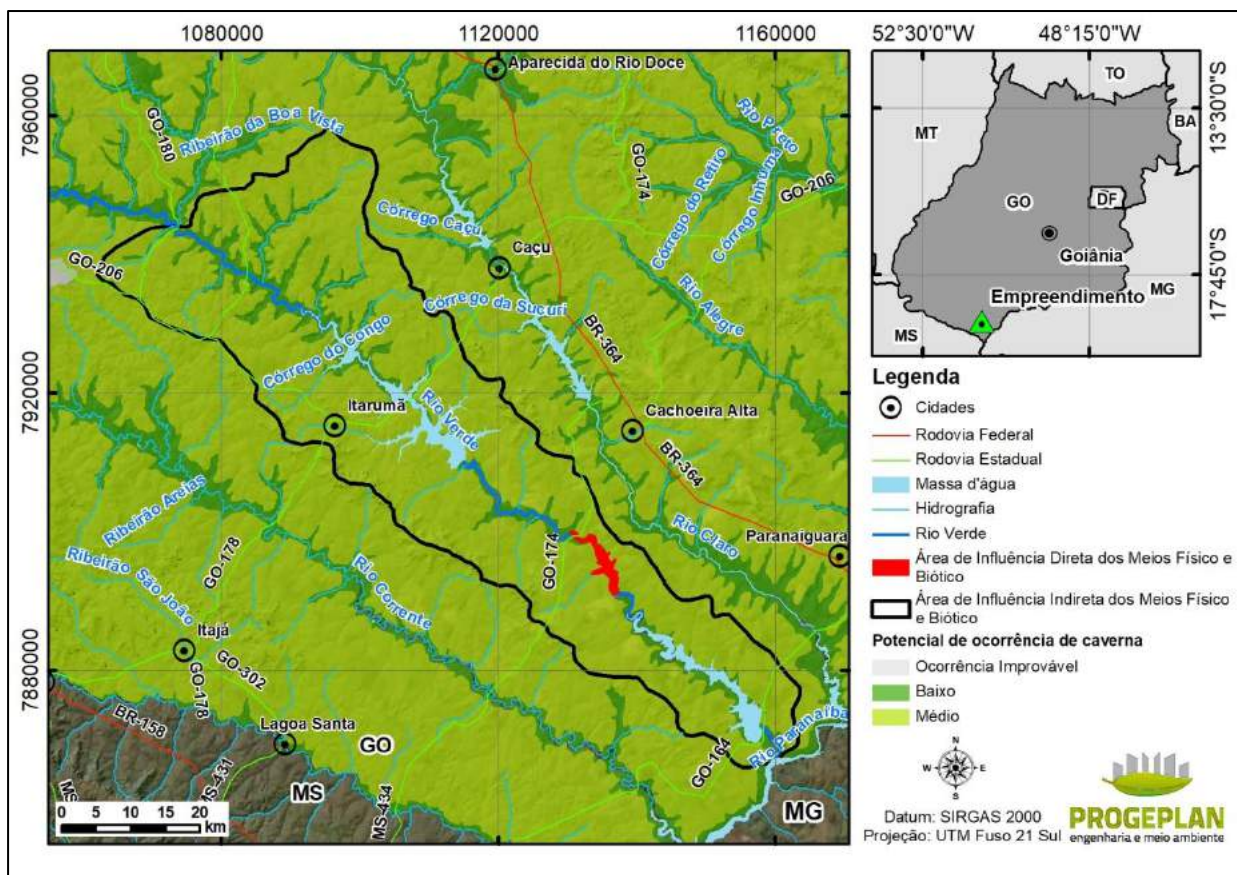 1080000
1120000
1160000
7960000
7920000
7880000
Aparecida do Rio Doce
Ribeirão da Boa Vista
GO-180
Rio Preto
GO-174
Córrego do Retiro
Córrego Inhuma
GO-206
Córrego Caçu
Caçu
GO-206
Córrego da Sucuri
Rio Alegre
Córrego do Congo
BR-364
Itarumã
Rio Verde
Cachoeira Alta
BR-364
Ribeirão Areias
GO-178
GO-174
Rio Claro
Paranaiguara
Ribeirão São João
Rio Corrente
Itajá
GO-302
GO-178
Lagoa Santa
BR-158
GO
GO-164
Rio Paranaíba
MS-431
MS
MS-434
MG
0 5 10 15 20
km
52°30'0"W
48°15'0"W
13°30'0"S
17°45'0"S
TO
MT
BA
GO
DF
Goiânia
Empreendimento
MG
MS
Legenda
Cidades
Rodovia Federal
Rodovia Estadual
Massa d'água
Hidrografia
Rio Verde
Área de Influência Direta dos Meios Físico e
Biótico
Área de Influência Indireta dos Meios Físico
e Biótico
Potencial de ocorrência de caverna
Ocorrência Improvável
Baixo
Médio
N
W
E
S
Datum: SIRGAS 2000
Projeção: UTM Fuso 21 Sul
PROGEPLAN
engenharia e meio ambiente